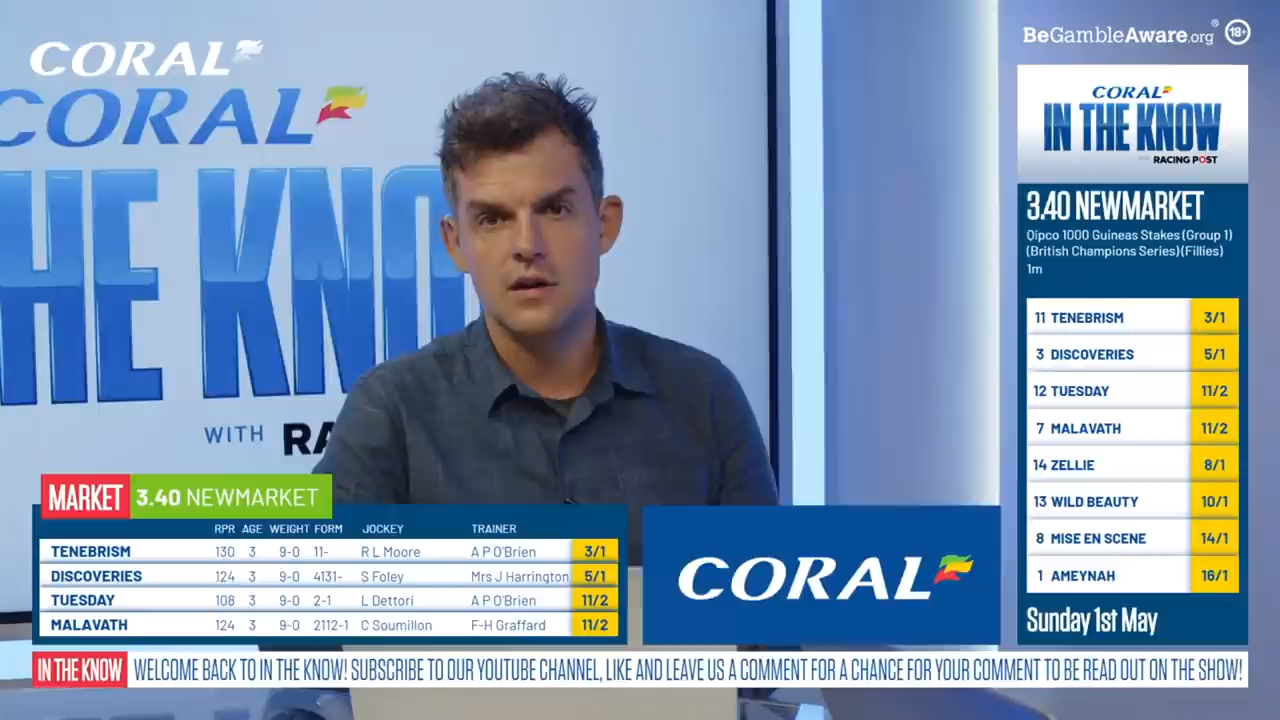 CORAL
CORAL
THE KNOW
WITH RA
BeGambleAware.org® 18+
CORAL
IN THE KNOW
WITH RACING POST
3.40 NEWMARKET
Qipco 1000 Guineas Stakes (Group 1)
(British Champions Series)(Fillies)
1m
11 TENEBRISM 3/1
3 DISCOVERIES 5/1
12 TUESDAY 11/2
7 MALAVATH 11/2
14 ZELLIE 8/1
13 WILD BEAUTY 10/1
8 MISE EN SCENE 14/1
1 AMEYNAH 16/1
Sunday 1st May
MARKET 3.40 NEWMARKET
RPR AGE WEIGHT FORM JOCKEY TRAINER
TENEBRISM 130 3 9-0 11- R L Moore A P O'Brien 3/1
DISCOVERIES 124 3 9-0 4131- S Foley Mrs J Harrington 5/1
TUESDAY 108 3 9-0 2-1 L Dettori A P O'Brien 11/2
MALAVATH 124 3 9-0 2112-1 C Soumillon F-H Graffard 11/2
CORAL
IN THE KNOW WELCOME BACK TO IN THE KNOW! SUBSCRIBE TO OUR YOUTUBE CHANNEL, LIKE AND LEAVE US A COMMENT FOR A CHANCE FOR YOUR COMMENT TO BE READ OUT ON THE SHOW!